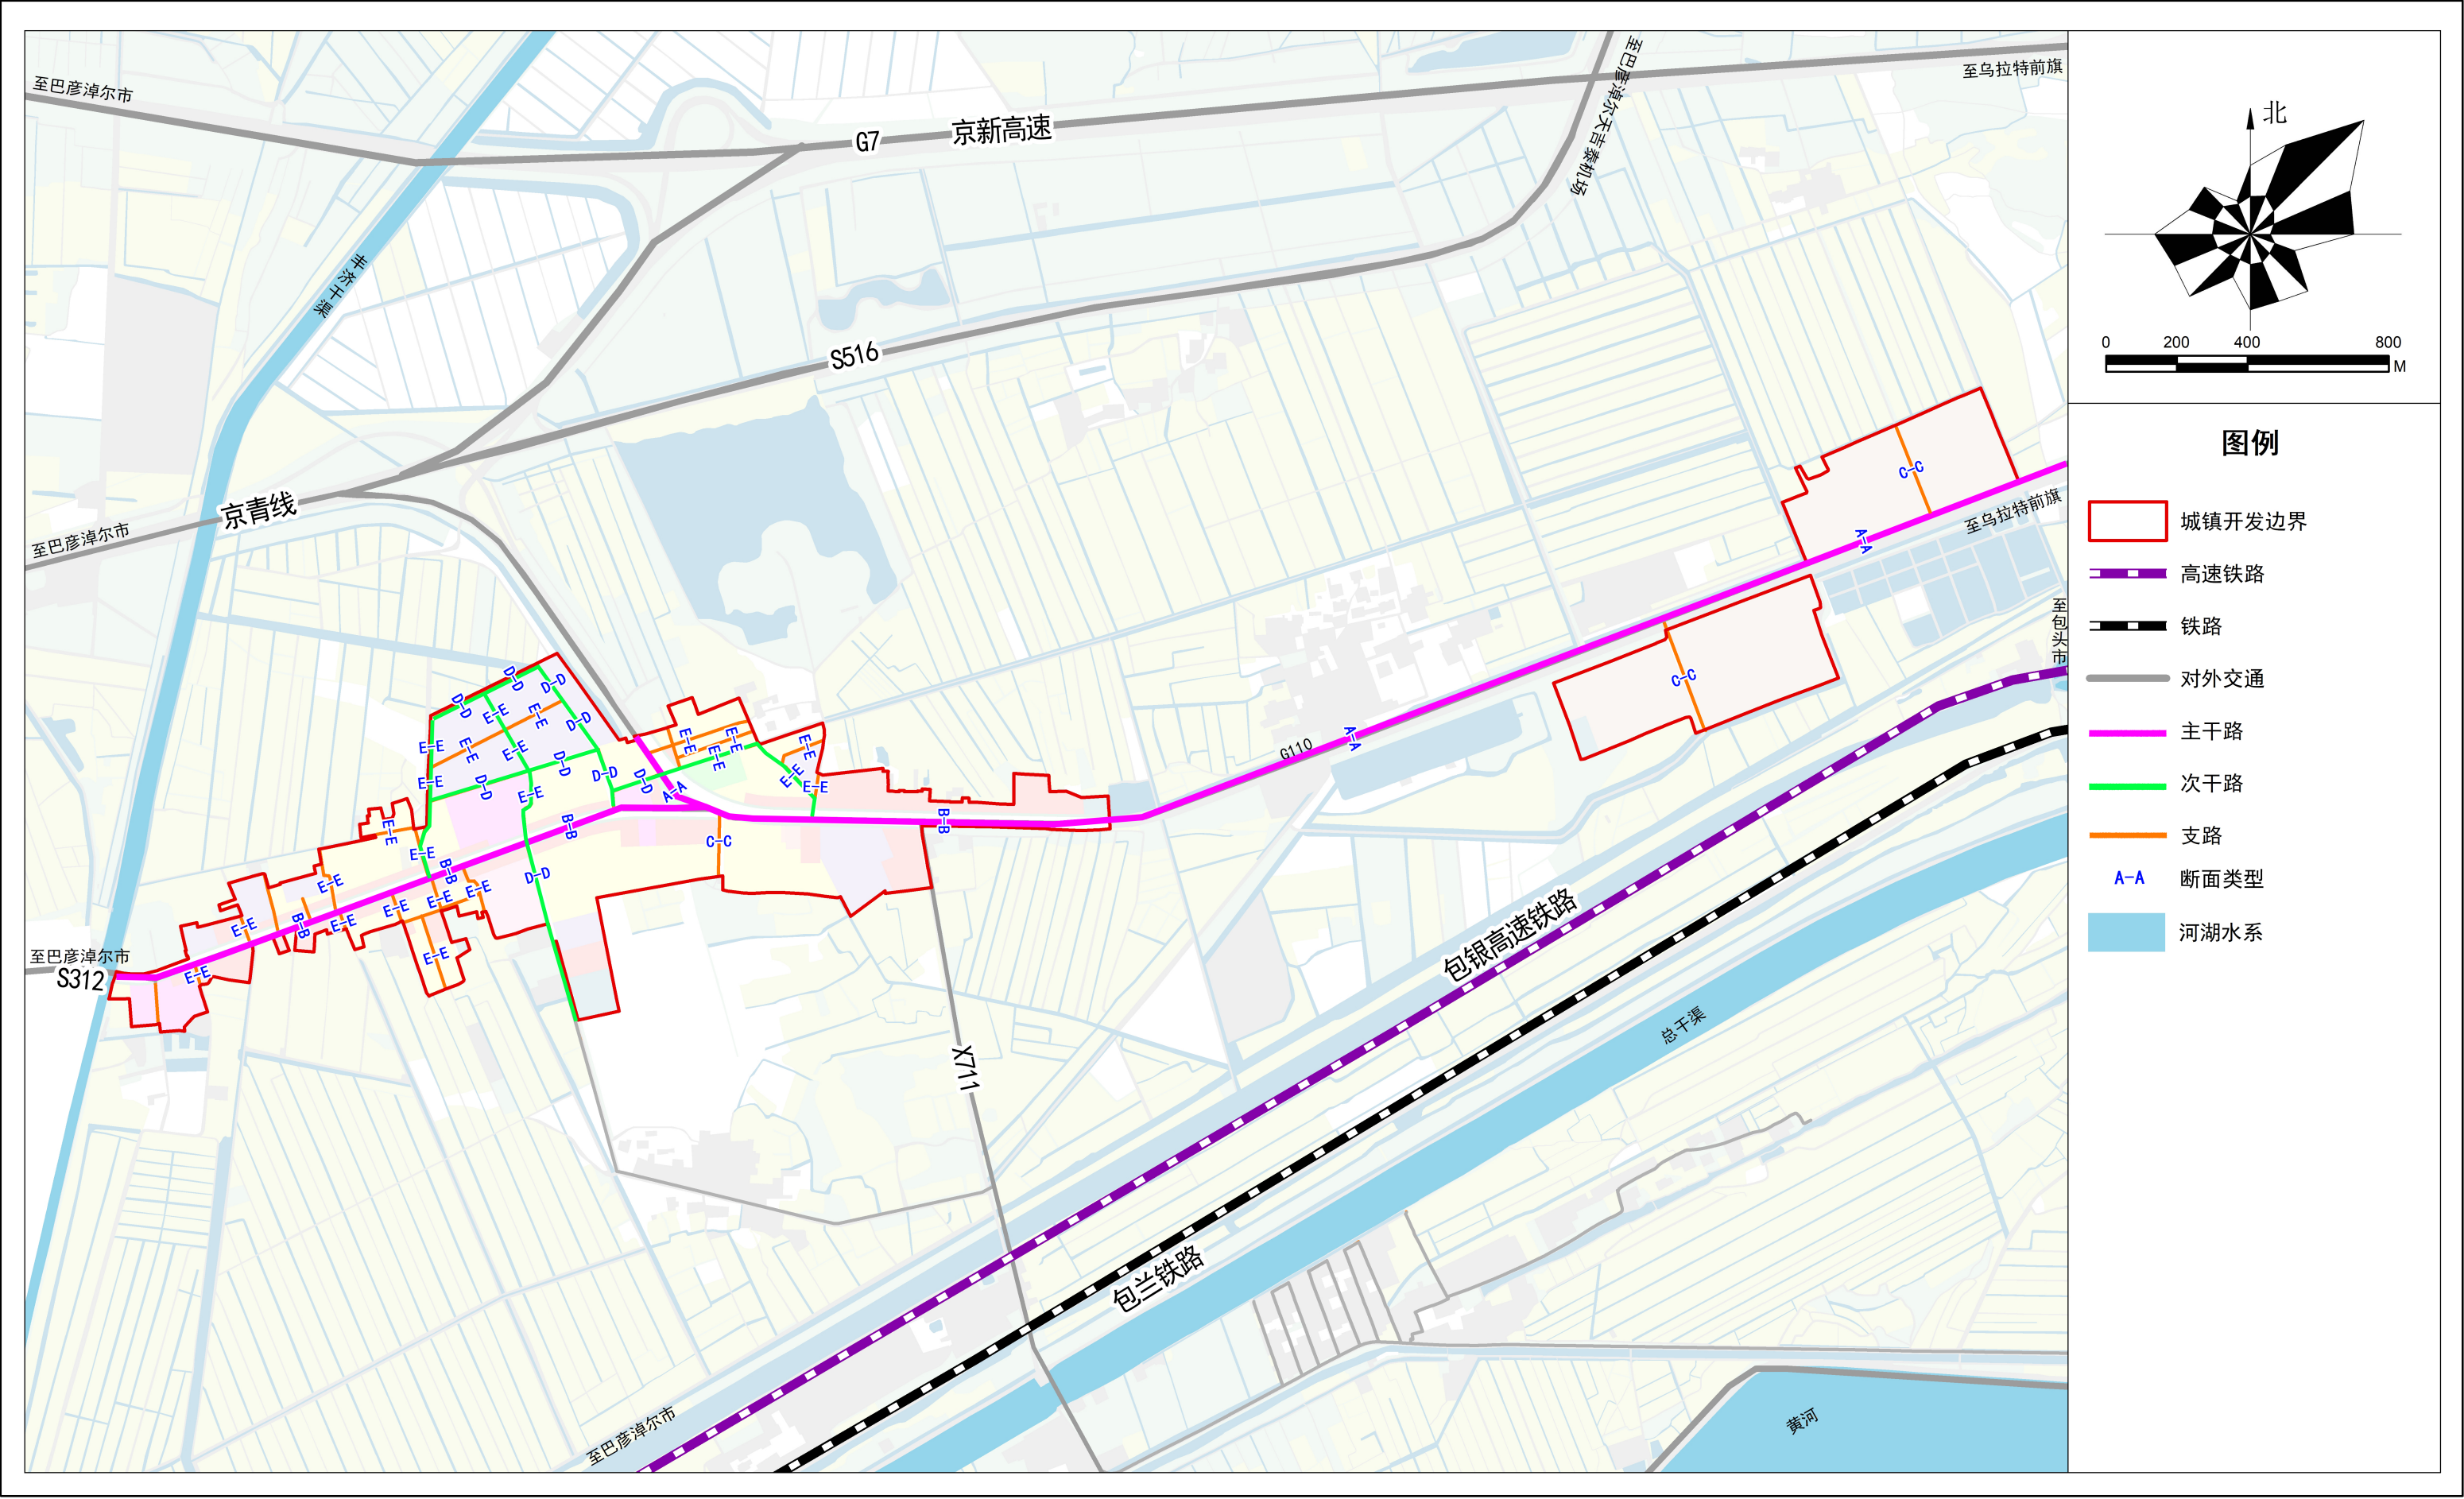 至巴彦淖尔市
G7
京新高速
至巴彦淖尔天吉泰机场
至乌拉特前旗
丰济干渠
S516
京青线
至巴彦淖尔市
C-C
A-A
至乌拉特前旗
至包头市
C-C
A-A
G110
D-D
D-D
D-D
E-E
E-E
D-D
E-E
E-E
E-E
E-E
D-D
D-D
D-D
E-E
D-D
A-A
E-E
E-E
E-E
E-E
E-E
E-E
B-B
B-B
C-C
E-E
E-E
B-B
D-D
E-E
E-E
E-E
E-E
E-E
B-B
E-E
E-E
E-E
至巴彦淖尔市
S312
X711
包银高速铁路
总干渠
包兰铁路
至巴彦淖尔市
黄河
北
0 200 400 800
M
图例
城镇开发边界
高速铁路
铁路
对外交通
主干路
次干路
支路
A-A 断面类型
河湖水系